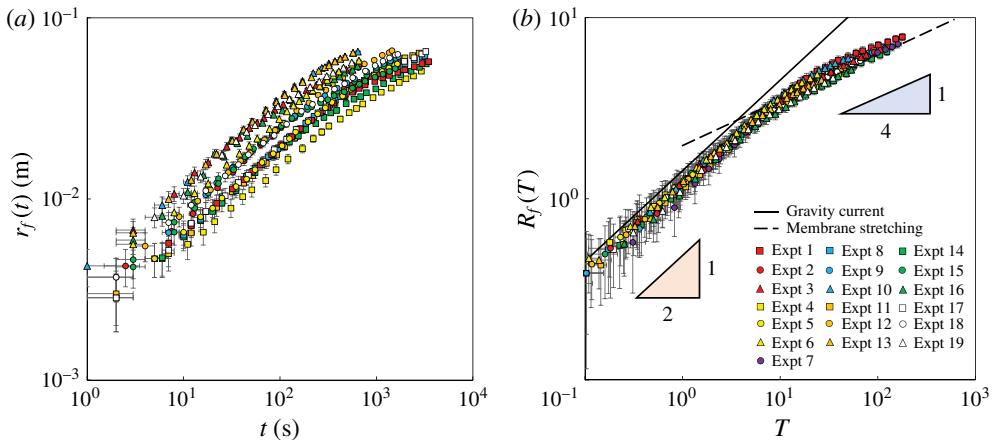 (a)
10^{-1}
10^{-2}
10^{-3}
r_f(t) (m)
10^0 10^1 10^2 10^3 10^4
t (s)
(b)
10^1
10^0
10^{-1}
R_f(T)
1
4
1
2
Gravity current
Membrane stretching
Expt 1 Expt 8 Expt 14
Expt 2 Expt 9 Expt 15
Expt 3 Expt 10 Expt 16
Expt 4 Expt 11 Expt 17
Expt 5 Expt 12 Expt 18
Expt 6 Expt 13 Expt 19
Expt 7
10^0 10^1 10^2 10^3
T